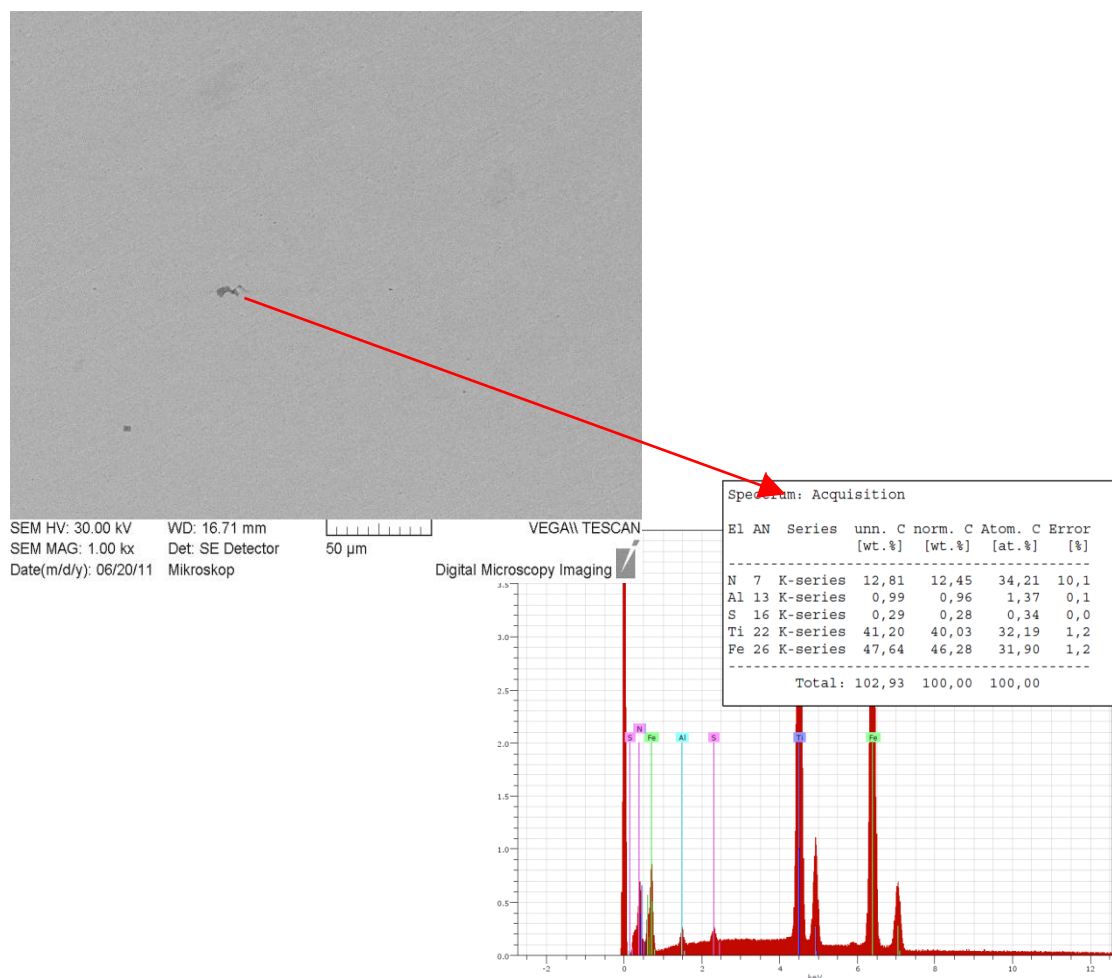 SEM HV: 30.00 kV WD: 16.71 mm VEGA\\ TESCAN
SEM MAG: 1.00 kx Det: SE Detector 50 µm
Date(m/d/y): 06/20/11 Mikroskop Digital Microscopy Imaging
Spectrum: Acquisition
El AN Series unn. C norm. C Atom. C Error
[wt.%] [wt.%] [at.%] [%]
N 7 K-series 12,81 12,45 34,21 10,1
Al 13 K-series 0,99 0,96 1,37 0,1
S 16 K-series 0,29 0,28 0,34 0,0
Ti 22 K-series 41,20 40,03 32,19 1,2
Fe 26 K-series 47,64 46,28 31,90 1,2
Total: 102,93 100,00 100,00
3.5
3.0
2.5
2.0
1.5
1.0
0.5
0.0
N
S Fe Al S Ti Fe
-2 0 2 4 6 8 10 12
keV